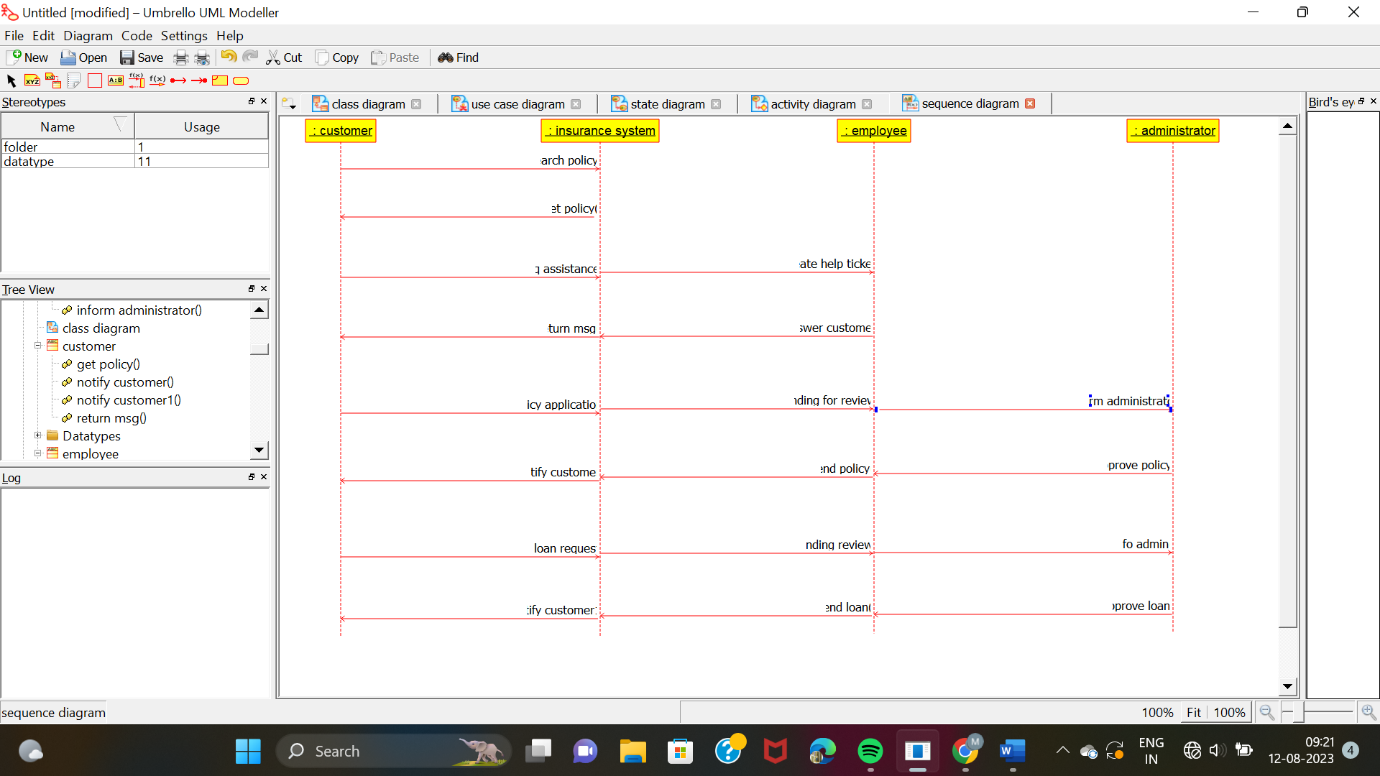 Untitled [modified] – Umbrello UML Modeller
File Edit Diagram Code Settings Help
New Open Save Cut Copy Paste Find
XYZ A:B f(x) f(x)
Stereotypes
Name Usage
folder 1
datatype 11
Tree View
inform administrator()
class diagram
customer
get policy()
notify customer()
notify customer1()
return msg()
Datatypes
employee
Log
class diagram use case diagram state diagram activity diagram sequence diagram
Bird's ey
: customer : insurance system : employee : administrator
arch policy
et policy(
g assistance ate help ticke
turn msg swer custome
icy applicatio nding for review rm administrat
tify custome end policy prove policy
loan reques nding review fo admin
tify customer1 end loan( prove loan
sequence diagram
100% Fit 100%
Search
M
ENG
IN
09:21
12-08-2023
4